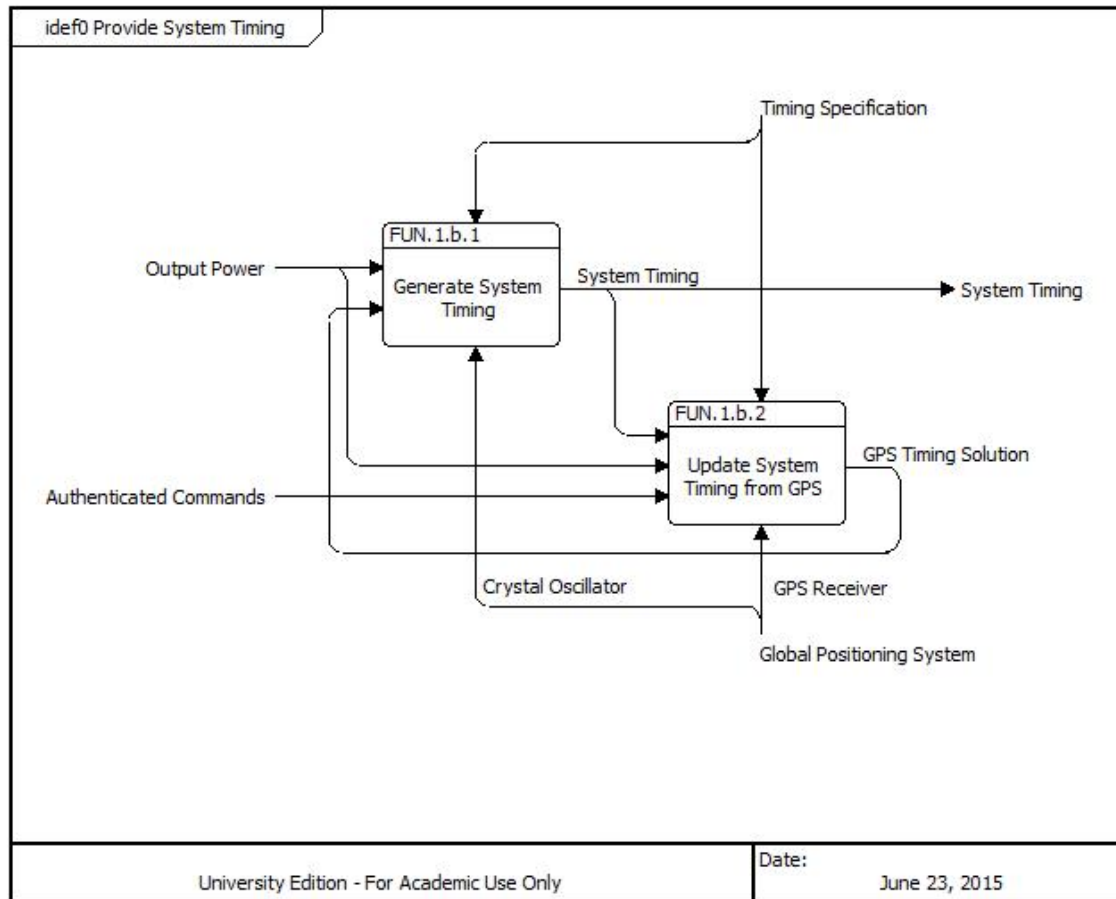 idef0 Provide System Timing
Timing Specification
FUN.1.b.1
Output Power
Generate System
Timing
System Timing
System Timing
FUN.1.b.2
Update System
Timing from GPS
GPS Timing Solution
Authenticated Commands
Crystal Oscillator
GPS Receiver
Global Positioning System
University Edition - For Academic Use Only
Date:
June 23, 2015